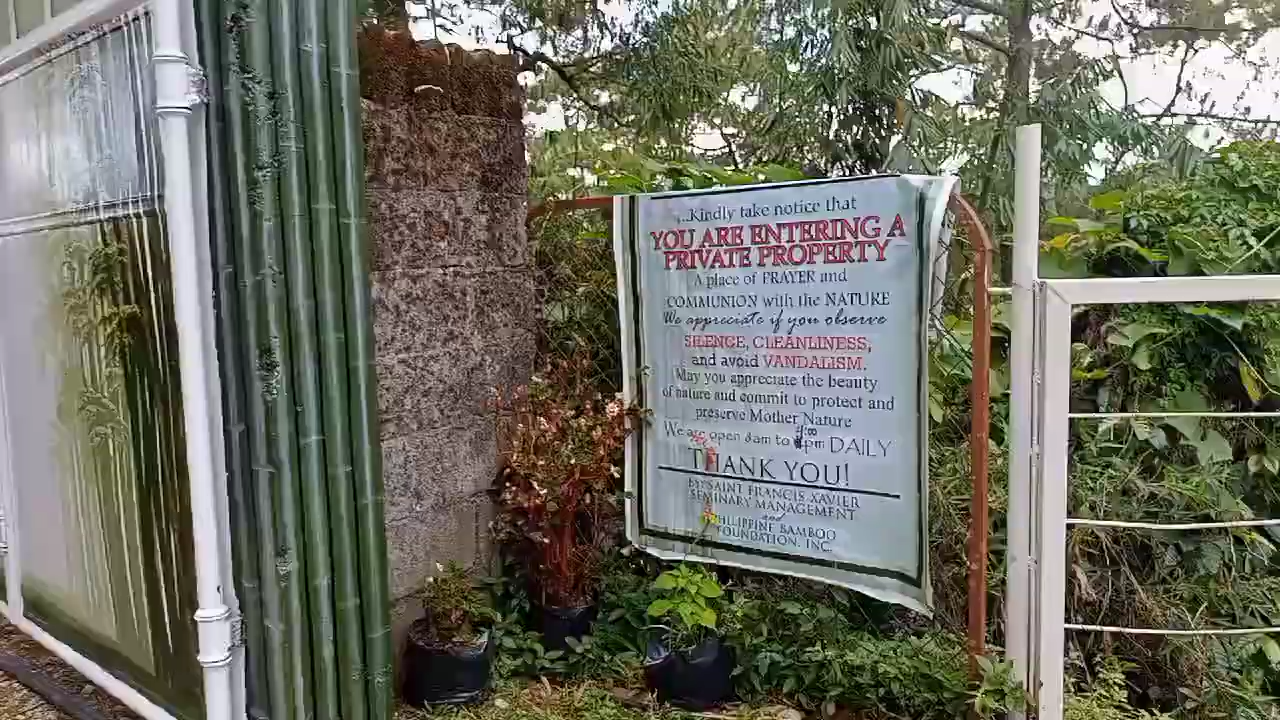 ...Kindly take notice that
YOU ARE ENTERING A
PRIVATE PROPERTY
A place of PRAYER and
COMMUNION with the NATURE
We appreciate if you observe
SILENCE, CLEANLINESS,
and avoid VANDALISM.
May you appreciate the beauty
of nature and commit to protect and
preserve Mother Nature
We are open 8am to 4:00 pm DAILY
THANK YOU!
BY: SAINT FRANCIS XAVIER
SEMINARY MANAGEMENT
and
PHILIPPINE BAMBOO
FOUNDATION, INC.